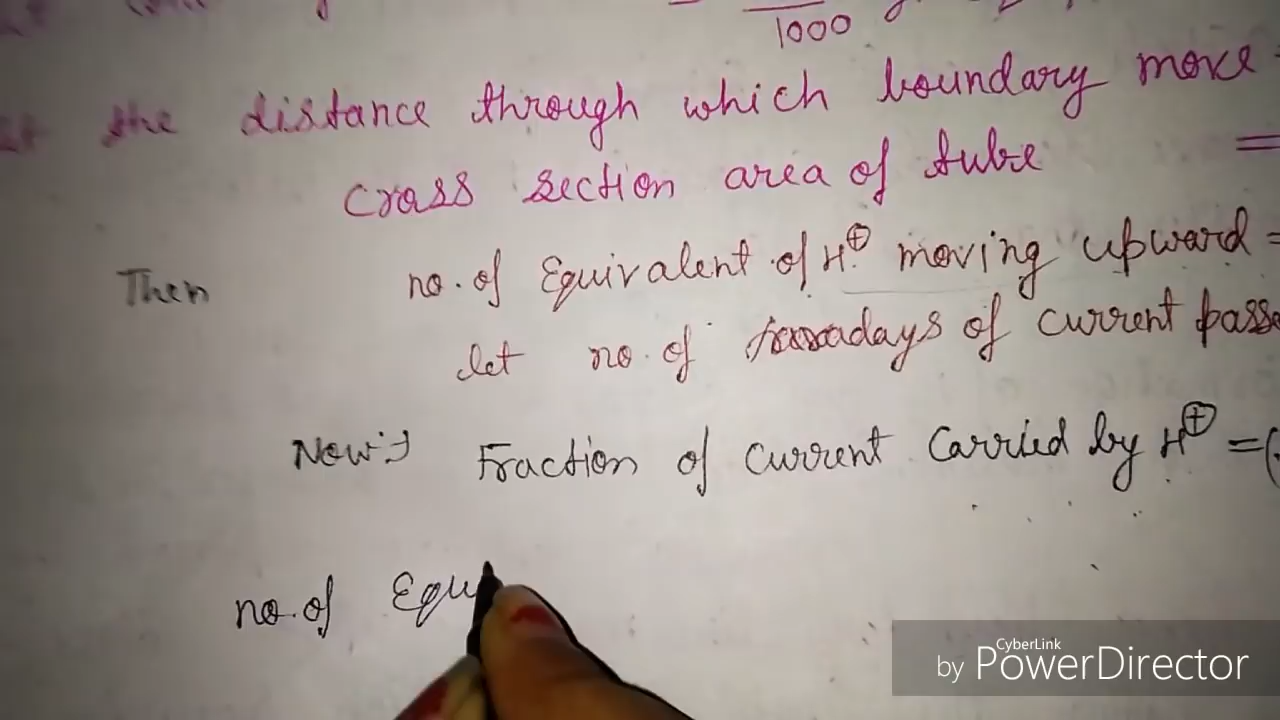 1000
the distance through which boundary move =
cross section area of tube =
Then no. of Equivalent of H⊕ moving upward =
let no. of faradays of current passe
Now:→ Fraction of current carried by H⊕ = (
no. of Equ
CyberLink
by PowerDirector